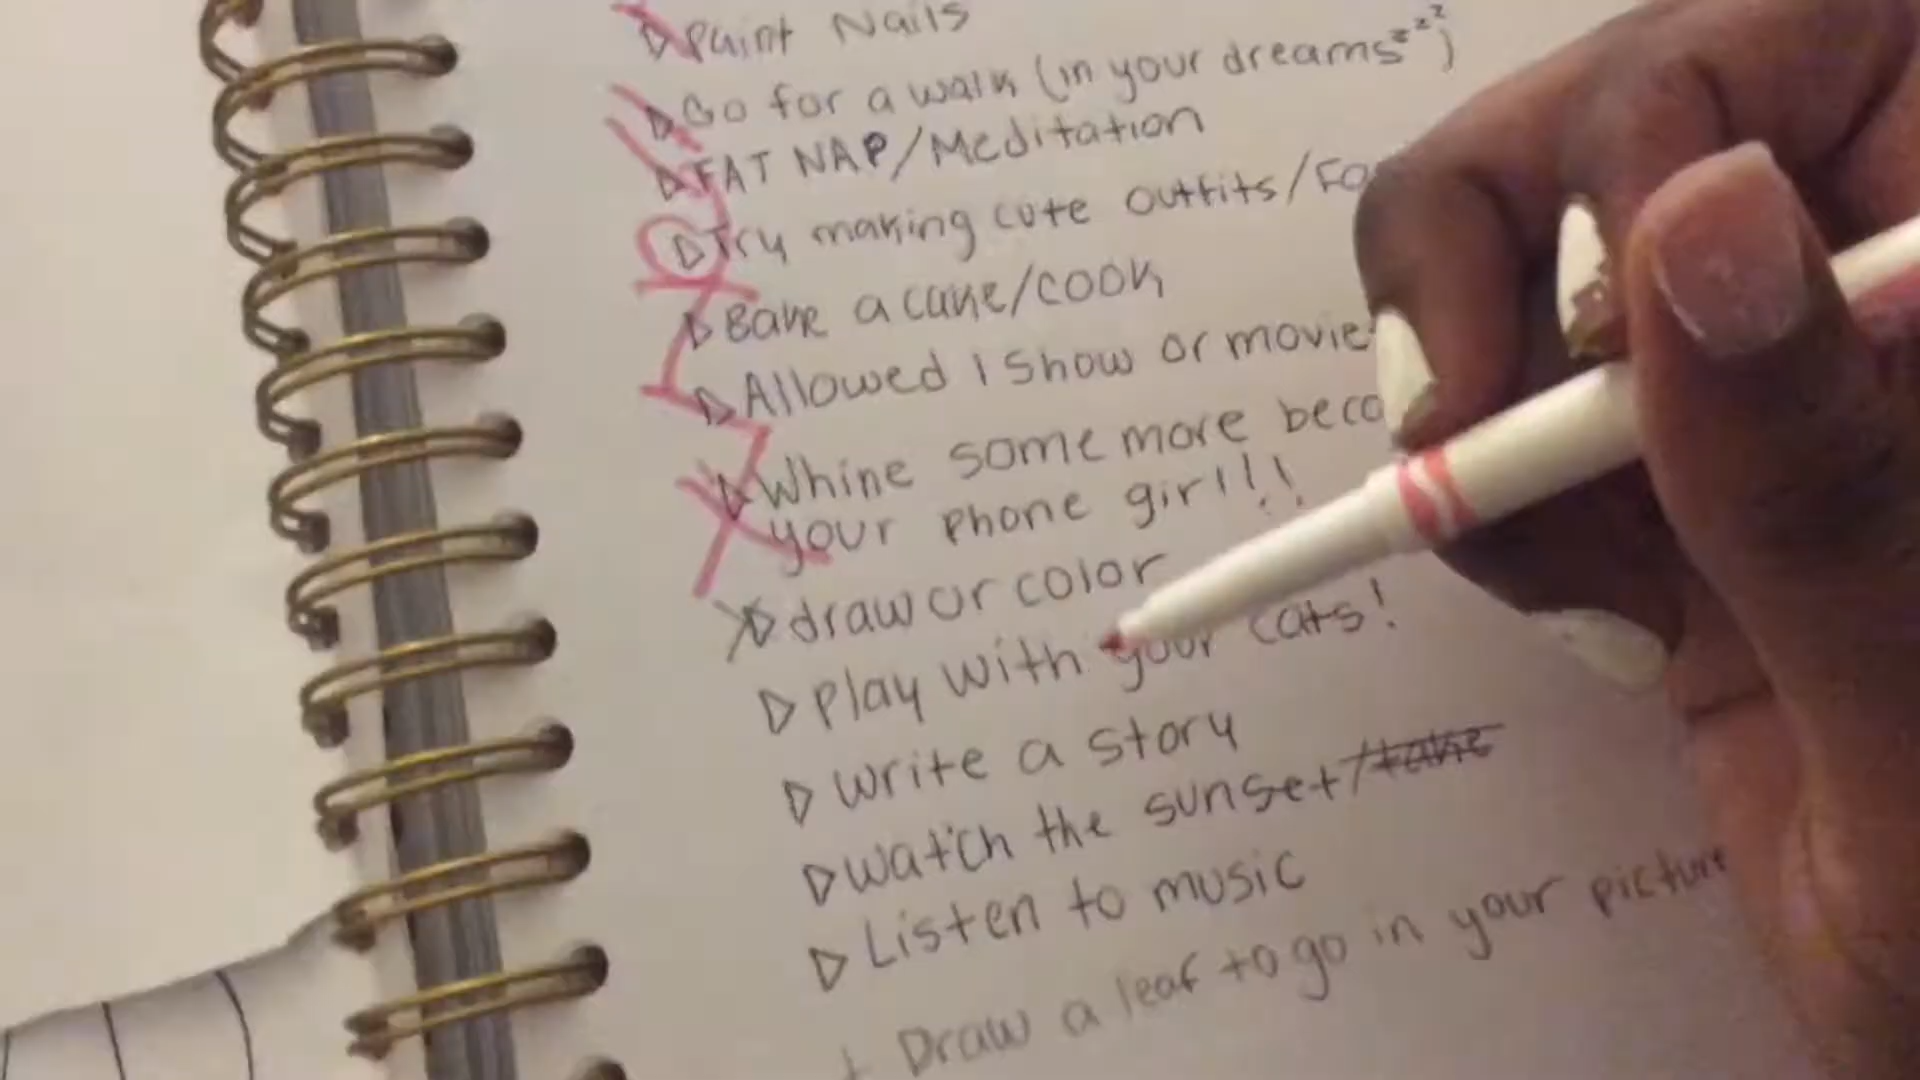 Paint Nails
Go for a walk (in your dreams zzz)
FAT NAP/Meditation
Try making cute outfits/
Bake a cake/cook
Allowed 1 show or movie
Whine some more
your phone girl!!!
draw or color
Play with your cats!
write a story
watch the sunset/take
Listen to music
+ Draw a leaf to go in your picture